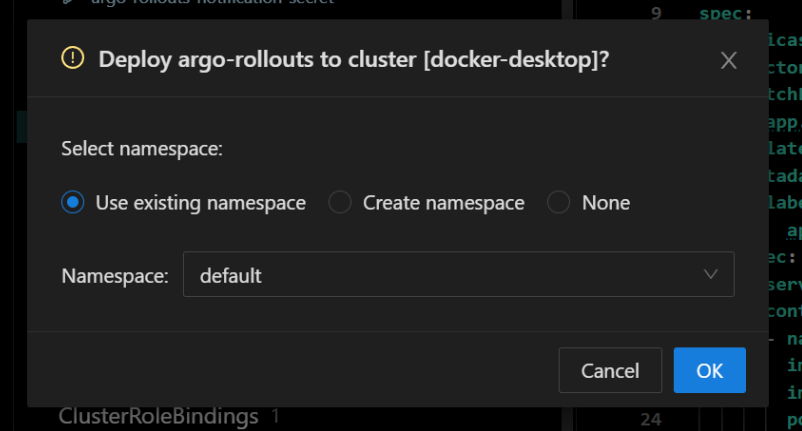 argo-rollouts-notification-secret
9 spec:
Deploy argo-rollouts to cluster [docker-desktop]?
Select namespace:
Use existing namespace Create namespace None
Namespace: default
Cancel OK
ClusterRoleBindings 1
24